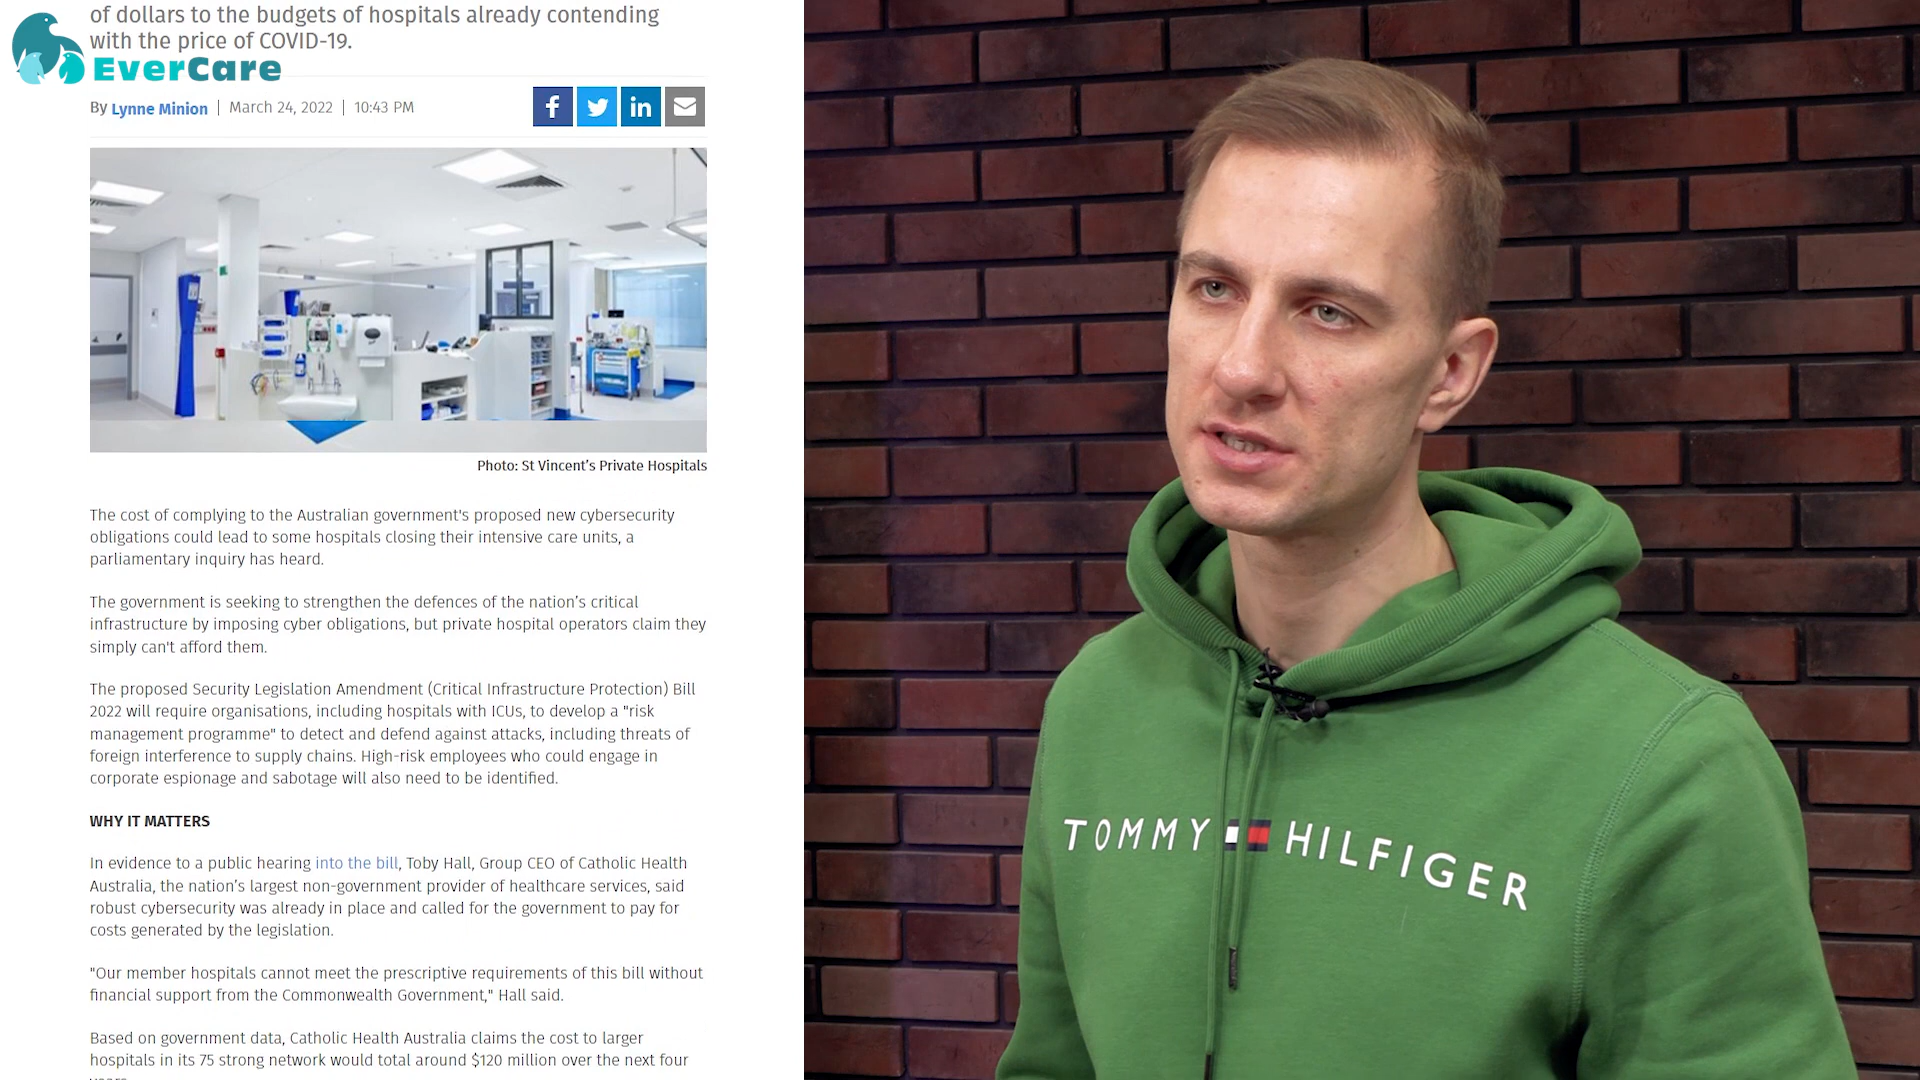 of dollars to the budgets of hospitals already contending
with the price of COVID-19.
EverCare
By Lynne Minion | March 24, 2022 | 10:43 PM
Photo: St Vincent's Private Hospitals
The cost of complying to the Australian government's proposed new cybersecurity
obligations could lead to some hospitals closing their intensive care units, a
parliamentary inquiry has heard.
The government is seeking to strengthen the defences of the nation's critical
infrastructure by imposing cyber obligations, but private hospital operators claim they
simply can't afford them.
The proposed Security Legislation Amendment (Critical Infrastructure Protection) Bill
2022 will require organisations, including hospitals with ICUs, to develop a "risk
management programme" to detect and defend against attacks, including threats of
foreign interference to supply chains. High-risk employees who could engage in
corporate espionage and sabotage will also need to be identified.
WHY IT MATTERS
In evidence to a public hearing into the bill, Toby Hall, Group CEO of Catholic Health
Australia, the nation's largest non-government provider of healthcare services, said
robust cybersecurity was already in place and called for the government to pay for
costs generated by the legislation.
"Our member hospitals cannot meet the prescriptive requirements of this bill without
financial support from the Commonwealth Government," Hall said.
Based on government data, Catholic Health Australia claims the cost to larger
hospitals in its 75 strong network would total around $120 million over the next four
TOMMY HILFIGER